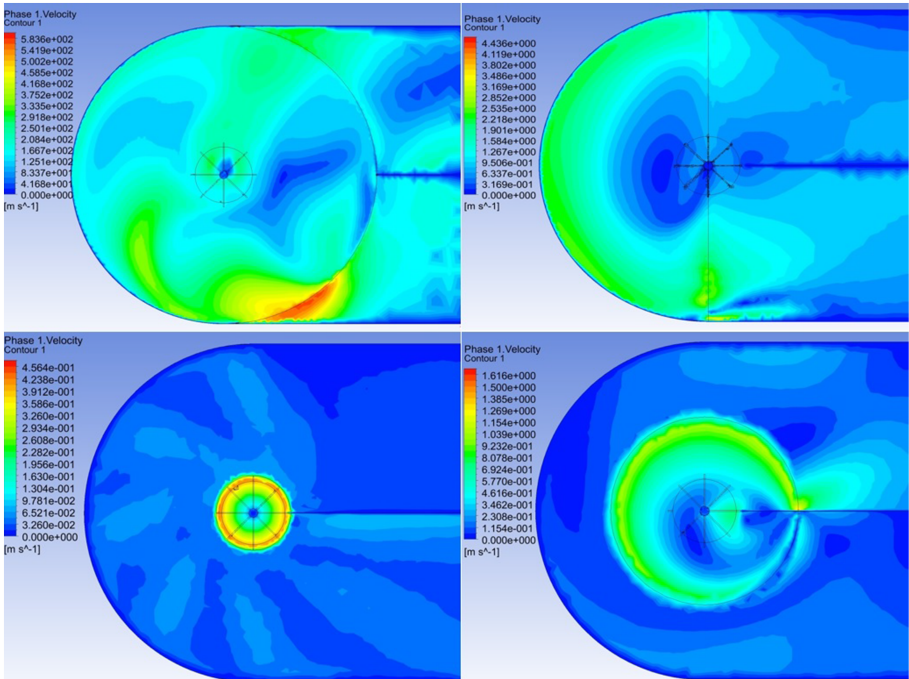 Phase 1.Velocity
Contour 1
5.836e+002
5.419e+002
5.002e+002
4.585e+002
4.168e+002
3.752e+002
3.335e+002
2.918e+002
2.501e+002
2.084e+002
1.667e+002
1.251e+002
8.337e+001
4.168e+001
0.000e+000
[m s^-1]
Phase 1.Velocity
Contour 1
4.436e+000
4.119e+000
3.802e+000
3.486e+000
3.169e+000
2.852e+000
2.535e+000
2.218e+000
1.901e+000
1.584e+000
1.267e+000
9.506e-001
6.337e-001
3.169e-001
0.000e+000
[m s^-1]
Phase 1.Velocity
Contour 1
4.564e-001
4.238e-001
3.912e-001
3.586e-001
3.260e-001
2.934e-001
2.608e-001
2.282e-001
1.956e-001
1.630e-001
1.304e-001
9.781e-002
6.521e-002
3.260e-002
0.000e+000
[m s^-1]
Phase 1.Velocity
Contour 1
1.616e+000
1.500e+000
1.385e+000
1.269e+000
1.154e+000
1.039e+000
9.232e-001
8.078e-001
6.924e-001
5.770e-001
4.616e-001
3.462e-001
2.308e-001
1.154e-001
0.000e+000
[m s^-1]